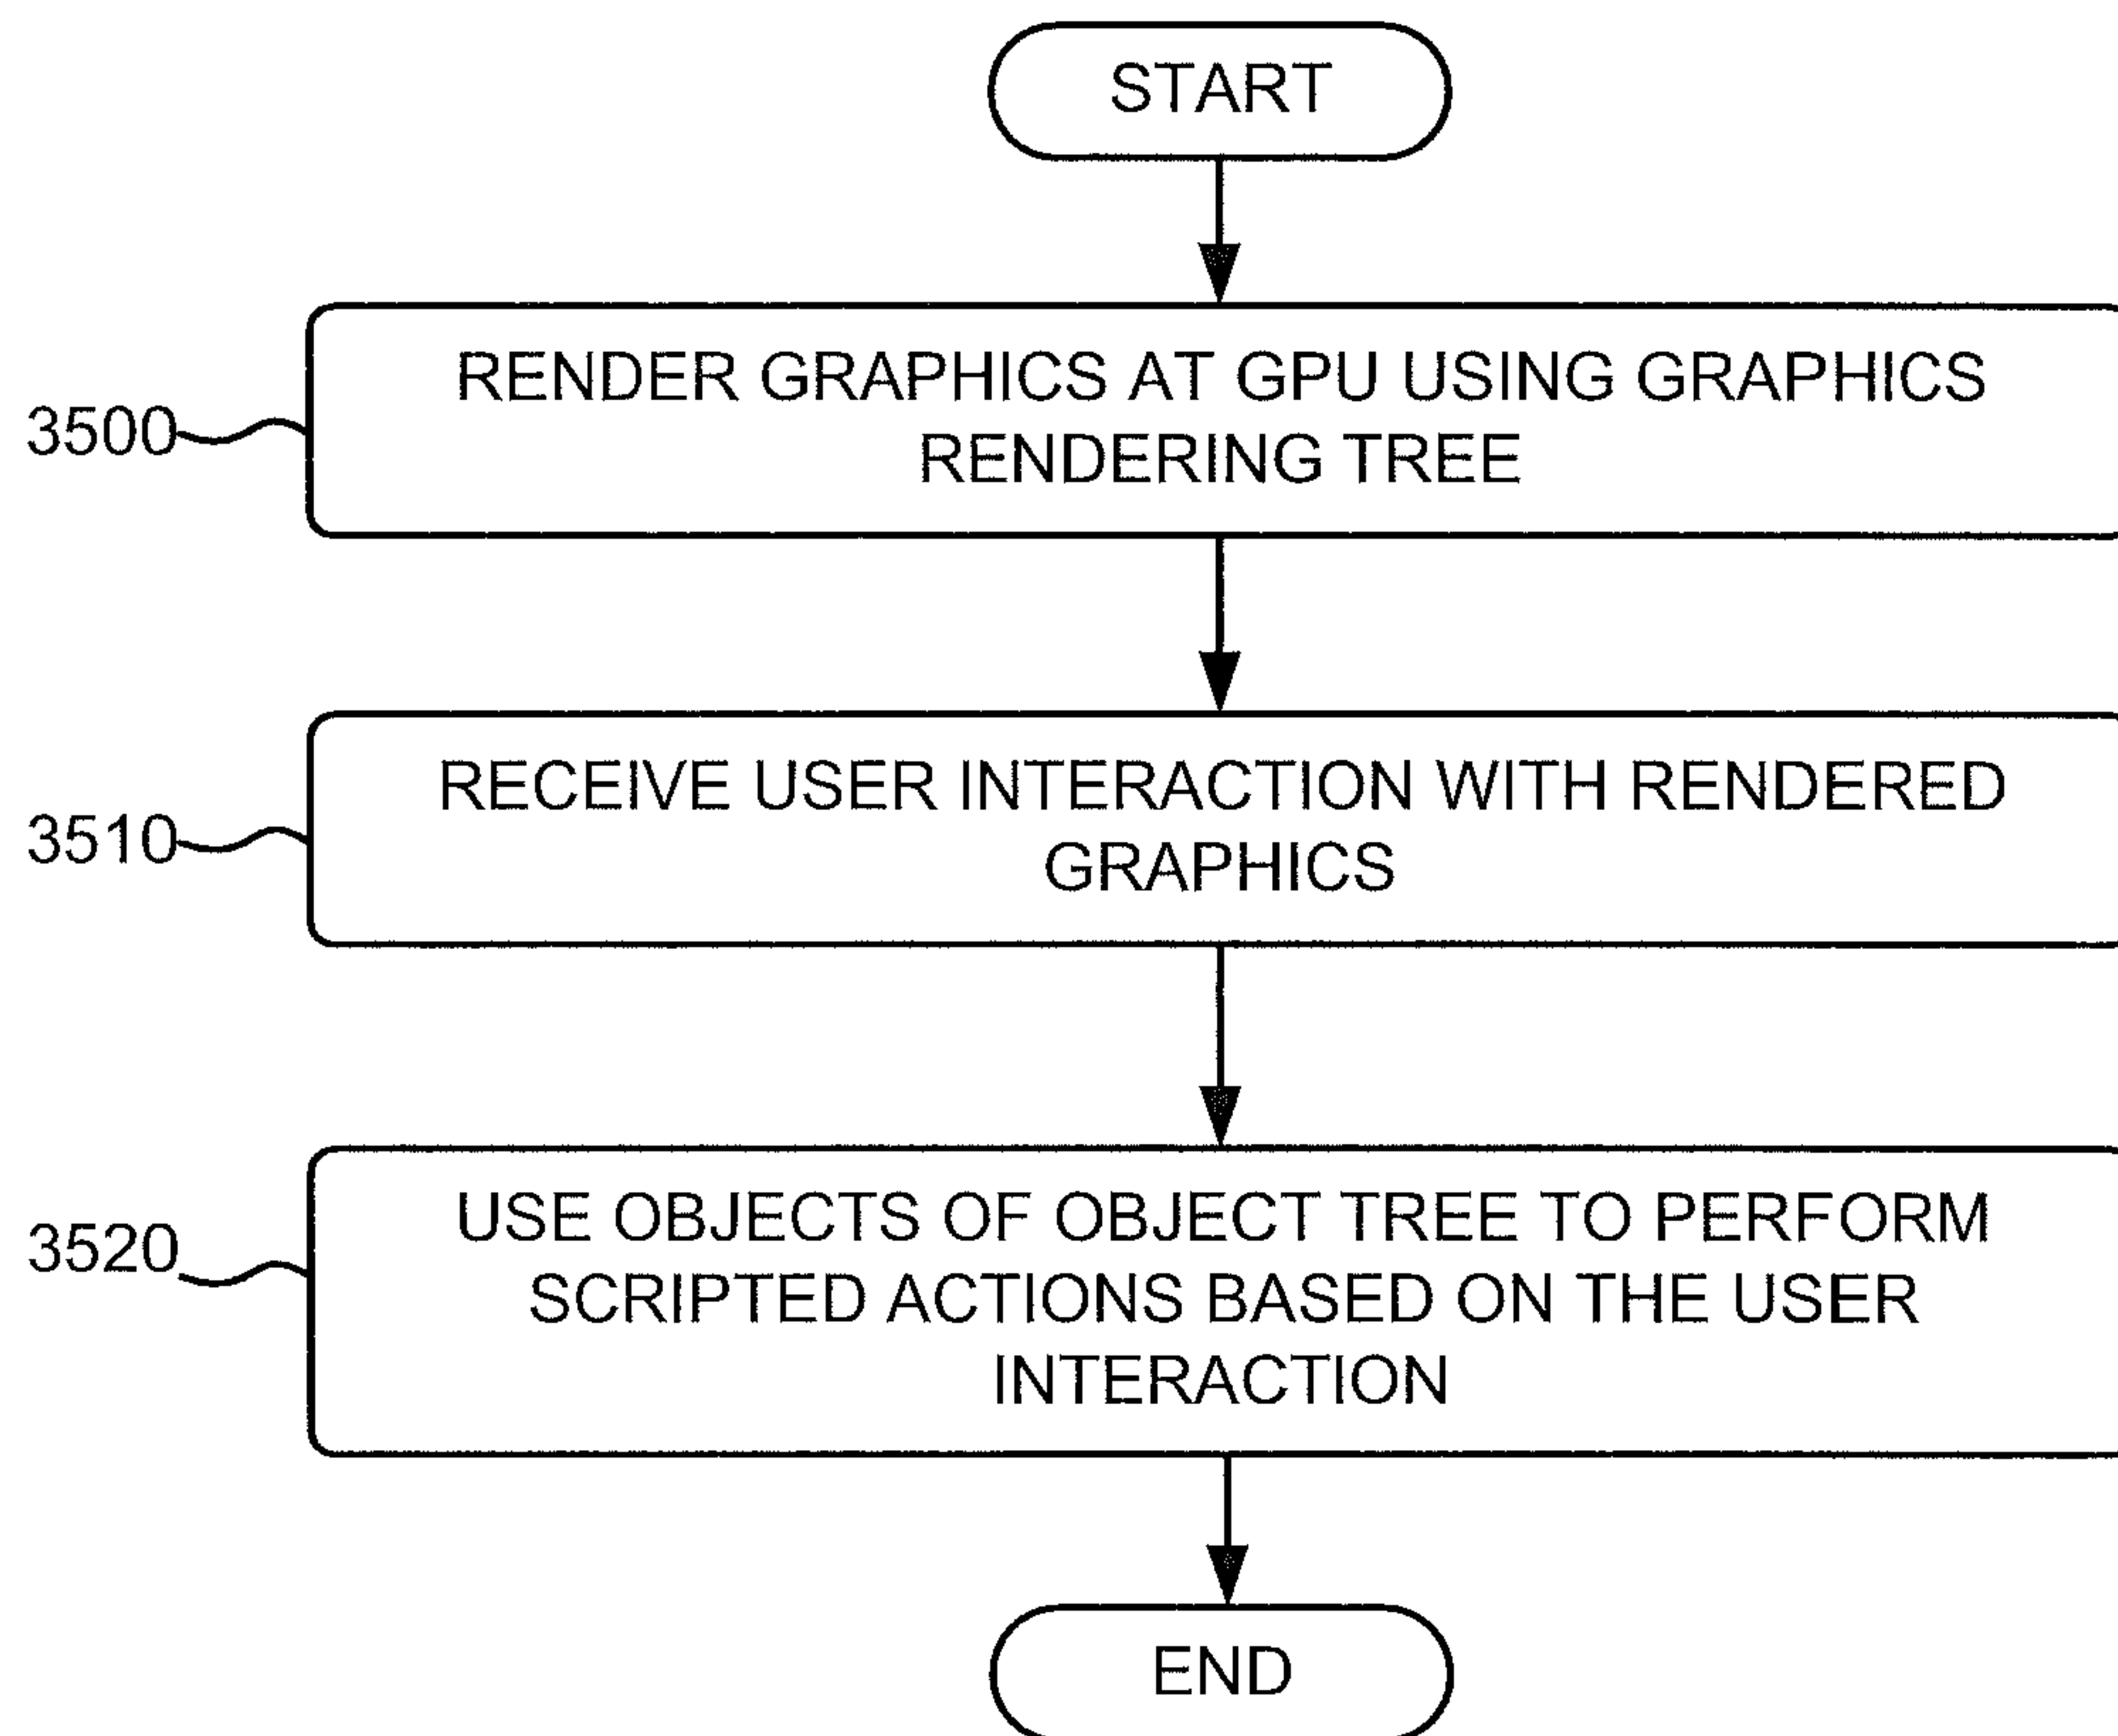 START
RENDER GRAPHICS AT GPU USING GRAPHICS
RENDERING TREE
3500
RECEIVE USER INTERACTION WITH RENDERED
GRAPHICS
3510
USE OBJECTS OF OBJECT TREE TO PERFORM
SCRIPTED ACTIONS BASED ON THE USER
INTERACTION
3520
END